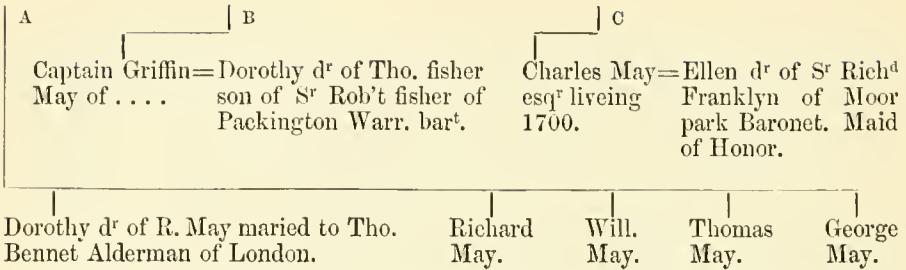 A B C
Captain Griffin=Dorothy dʳ of Tho. fisher Charles May=Ellen dʳ of Sʳ Richᵈ
May of . . . . son of Sʳ Rob't fisher of esqʳ liveing Franklyn of Moor
Packington Warr. barᵗ. 1700. park Baronet. Maid
of Honor.
Dorothy dʳ of R. May maried to Tho. Richard Will. Thomas George
Bennet Alderman of London. May. May. May. May.